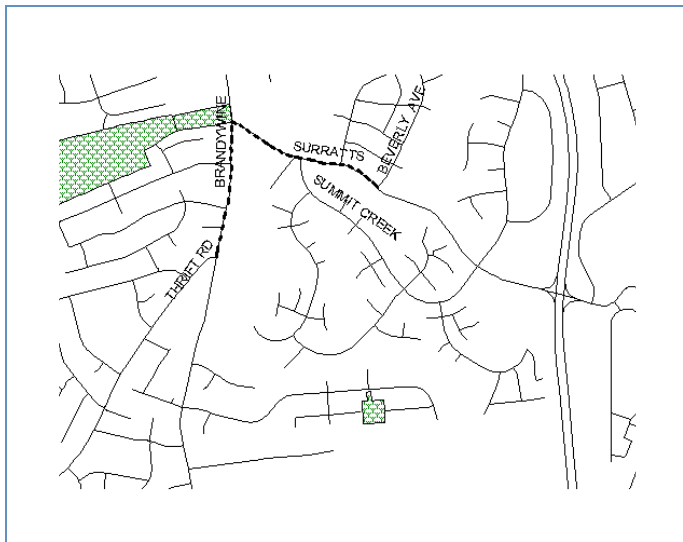 BRANDYWINE
SURRATTS
BEVERLY AVE
SUMMIT CREEK
THRIFT RD